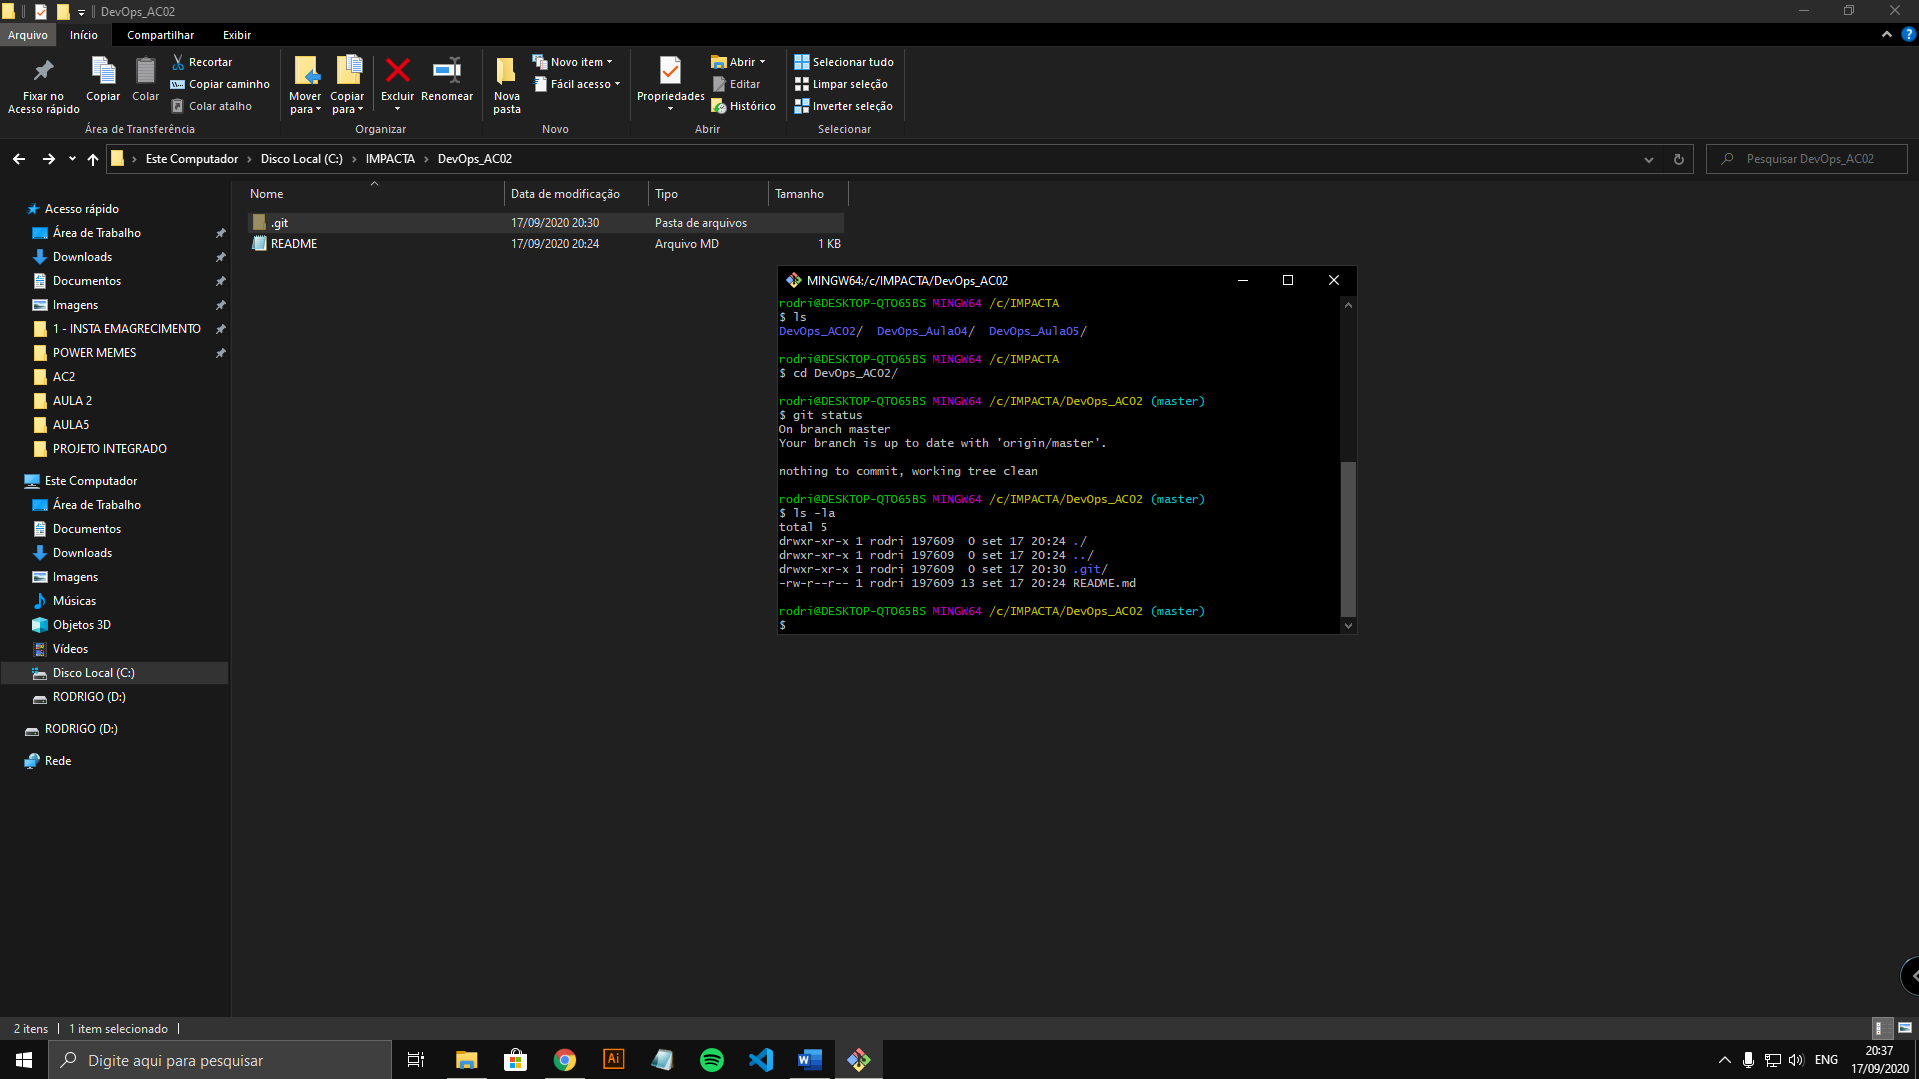 DevOps_AC02
Arquivo
Início
Compartilhar
Exibir
Fixar no
Acesso rápido
Copiar
Colar
Recortar
Copiar caminho
Colar atalho
Área de Transferência
Mover
para
Copiar
para
Excluir
Renomear
Organizar
Nova
pasta
Novo item
Fácil acesso
Novo
Propriedades
Abrir
Editar
Histórico
Abrir
Selecionar tudo
Limpar seleção
Inverter seleção
Selecionar
Este Computador > Disco Local (C:) > IMPACTA > DevOps_AC02
Pesquisar DevOps_AC02
Nome Data de modificação Tipo Tamanho
.git 17/09/2020 20:30 Pasta de arquivos
README 17/09/2020 20:24 Arquivo MD 1 KB
Acesso rápido
Área de Trabalho
Downloads
Documentos
Imagens
1 - INSTA EMAGRECIMENTO
POWER MEMES
AC2
AULA 2
AULA5
PROJETO INTEGRADO
Este Computador
Área de Trabalho
Documentos
Downloads
Imagens
Músicas
Objetos 3D
Vídeos
Disco Local (C:)
RODRIGO (D:)
RODRIGO (D:)
Rede
MINGW64:/c/IMPACTA/DevOps_AC02
rodri@DESKTOP-QTO65BS MINGW64 /c/IMPACTA
$ ls
DevOps_AC02/  DevOps_Aula04/  DevOps_Aula05/
rodri@DESKTOP-QTO65BS MINGW64 /c/IMPACTA
$ cd DevOps_AC02/
rodri@DESKTOP-QTO65BS MINGW64 /c/IMPACTA/DevOps_AC02 (master)
$ git status
On branch master
Your branch is up to date with 'origin/master'.
nothing to commit, working tree clean
rodri@DESKTOP-QTO65BS MINGW64 /c/IMPACTA/DevOps_AC02 (master)
$ ls -la
total 5
drwxr-xr-x 1 rodri 197609  0 set 17 20:24 ./
drwxr-xr-x 1 rodri 197609  0 set 17 20:24 ../
drwxr-xr-x 1 rodri 197609  0 set 17 20:30 .git/
-rw-r--r-- 1 rodri 197609 13 set 17 20:24 README.md
rodri@DESKTOP-QTO65BS MINGW64 /c/IMPACTA/DevOps_AC02 (master)
$
2 itens
1 item selecionado
Digite aqui para pesquisar
Ai
ENG
20:37
17/09/2020